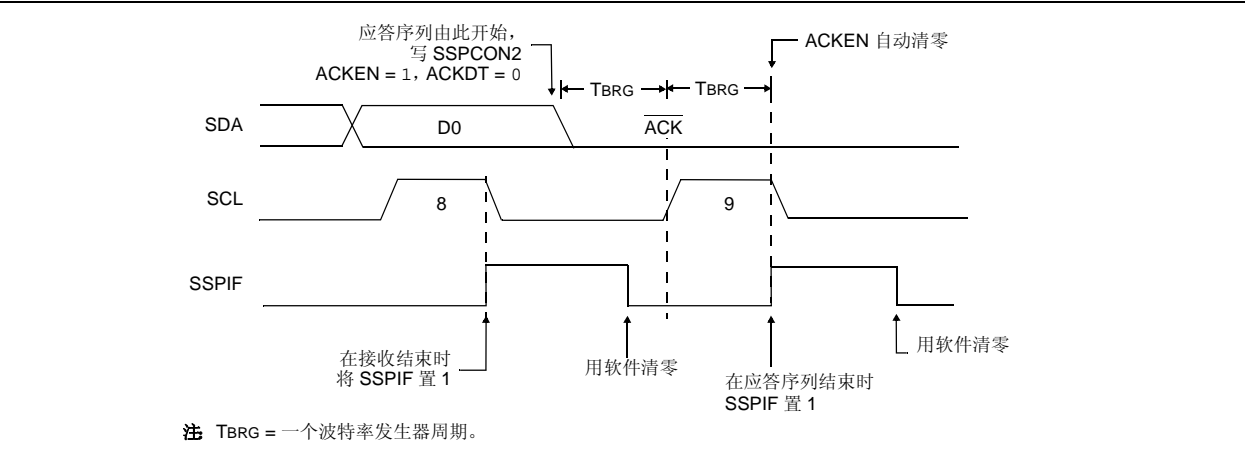 应答序列由此开始,
写 SSPCON2
ACKEN = 1, ACKDT = 0
ACKEN 自动清零
TBRG
TBRG
SDA
D0
ACK
SCL
8
9
SSPIF
在接收结束时
将 SSPIF 置 1
用软件清零
在应答序列结束时
SSPIF 置 1
用软件清零
注 TBRG = 一个波特率发生器周期。